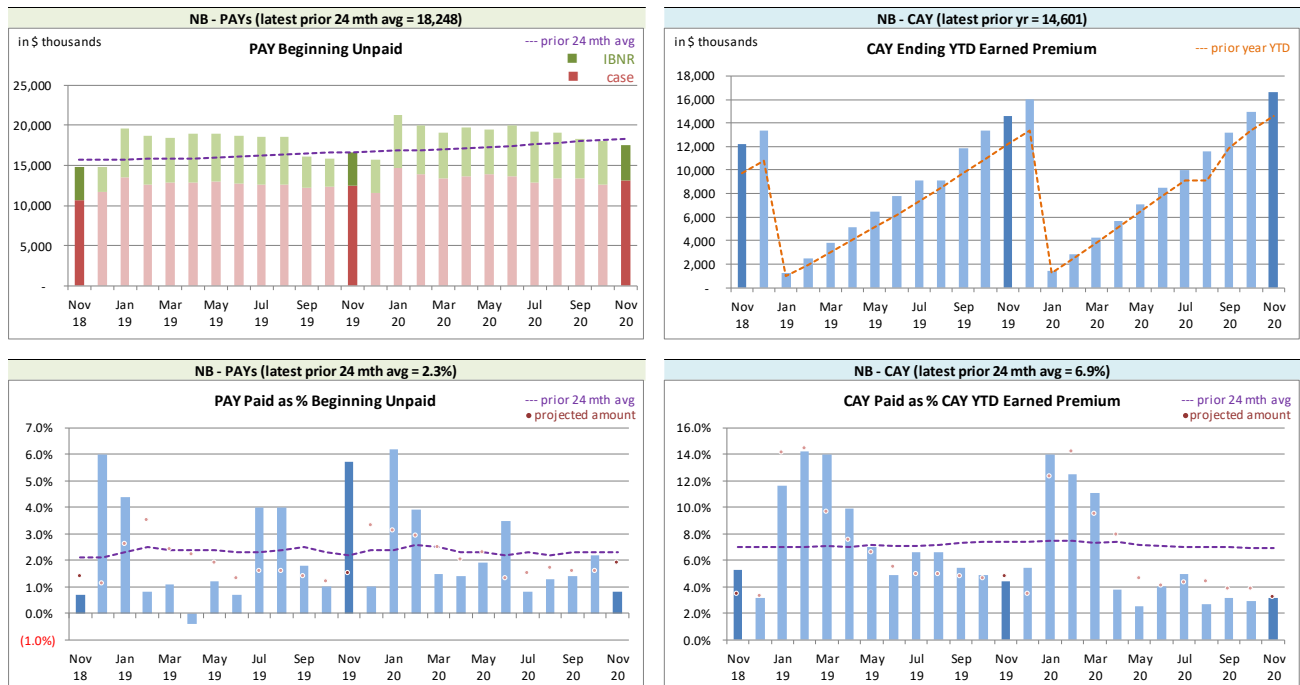 NB - PAYs (latest prior 24 mth avg = 18,248)
in $ thousands
PAY Beginning Unpaid
--- prior 24 mth avg
IBNR
case
25,000
20,000
15,000
10,000
5,000
-
Nov Jan Mar May Jul Sep Nov Jan Mar May Jul Sep Nov
18 19 19 19 19 19 19 20 20 20 20 20 20
NB - CAY (latest prior yr = 14,601)
in $ thousands
CAY Ending YTD Earned Premium
--- prior year YTD
18,000
16,000
14,000
12,000
10,000
8,000
6,000
4,000
2,000
-
Nov Jan Mar May Jul Sep Nov Jan Mar May Jul Sep Nov
18 19 19 19 19 19 19 20 20 20 20 20 20
NB - PAYs (latest prior 24 mth avg = 2.3%)
PAY Paid as % Beginning Unpaid
--- prior 24 mth avg
projected amount
7.0%
6.0%
5.0%
4.0%
3.0%
2.0%
1.0%
0.0%
(1.0%)
Nov Jan Mar May Jul Sep Nov Jan Mar May Jul Sep Nov
18 19 19 19 19 19 19 20 20 20 20 20 20
NB - CAY (latest prior 24 mth avg = 6.9%)
CAY Paid as % CAY YTD Earned Premium
--- prior 24 mth avg
projected amount
16.0%
14.0%
12.0%
10.0%
8.0%
6.0%
4.0%
2.0%
0.0%
Nov Jan Mar May Jul Sep Nov Jan Mar May Jul Sep Nov
18 19 19 19 19 19 19 20 20 20 20 20 20